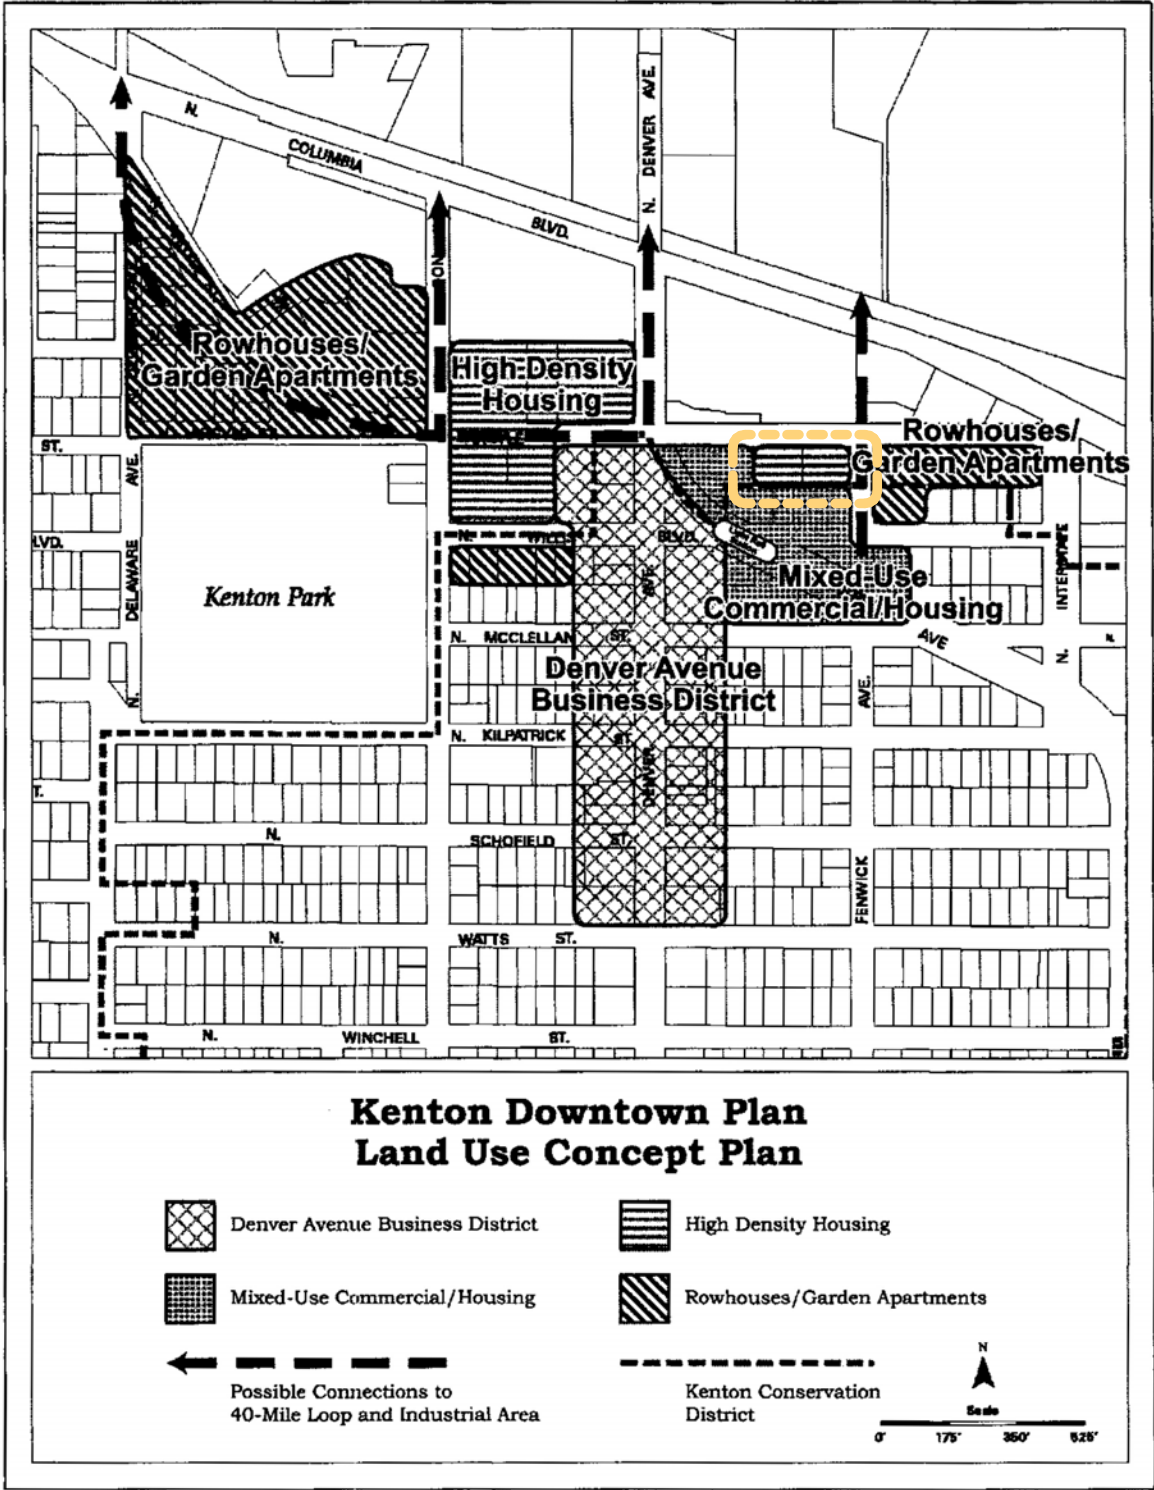 N. DENVER AVE.
N.
COLUMBIA
BLVD.
Rowhouses/
Garden Apartments
High-Density
Housing
Rowhouses/
Garden Apartments
ST.
AVE.
DELAWARE
N.
LVD.
Kenton Park
N.
BLVD.
AVE.
Mixed-Use
Commercial/Housing
INTERSTATE
N.
N. MCCLELLAN ST.
AVE
N.
Denver Avenue
Business District
AVE.
N. KILPATRICK ST.
DENVER
T.
N. SCHOFIELD ST.
FENWICK
N. WATTS ST.
N. WINCHELL ST.
Kenton Downtown Plan
Land Use Concept Plan
Denver Avenue Business District
High Density Housing
Mixed-Use Commercial/Housing
Rowhouses/Garden Apartments
Possible Connections to
40-Mile Loop and Industrial Area
Kenton Conservation
District
N
Scale
0' 175' 350' 525'